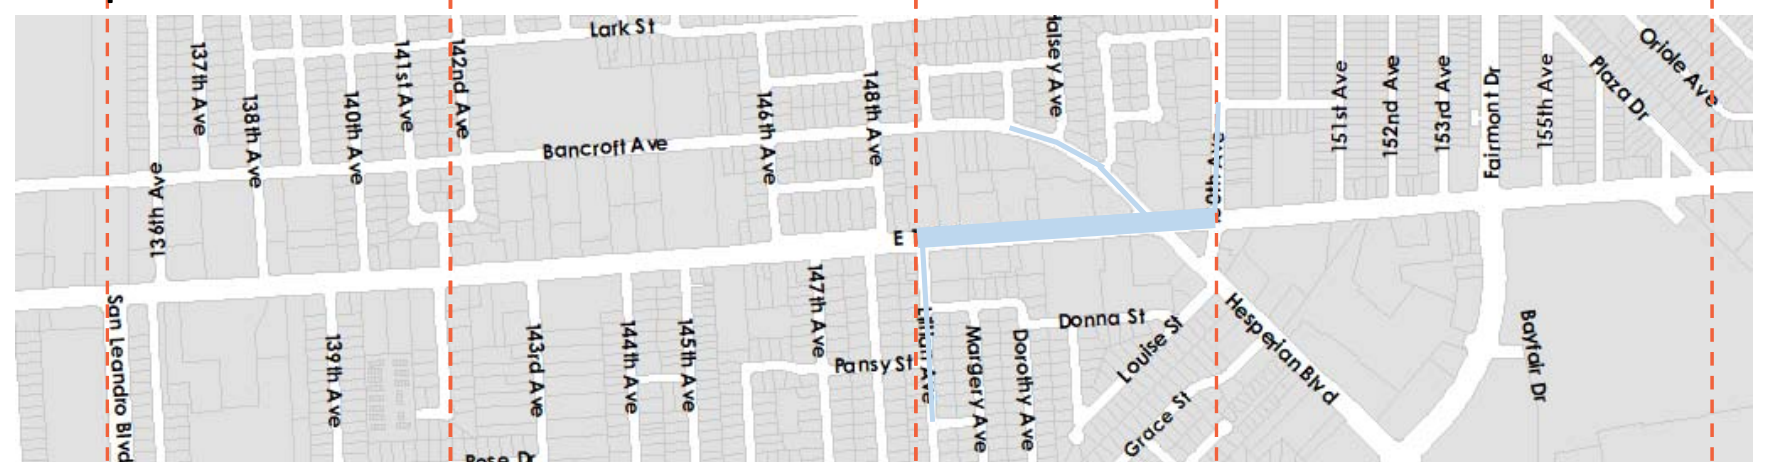 Lark St
Halsey Ave
Oriole Ave
137th Ave
141st Ave
142nd Ave
Plaza Dr
138th Ave
140th Ave
146th Ave
148th Ave
151st Ave
152nd Ave
153rd Ave
Fairmont Dr
155th Ave
Bancroft Ave
136th Ave
E
147th Ave
San Leandro Blvd
139th Ave
143rd Ave
144th Ave
145th Ave
Pansy St
Margery Ave
Dorothy Ave
Donna St
Louise St
Hesperian Blvd
Bayfair Dr
Grace St
Rose Dr